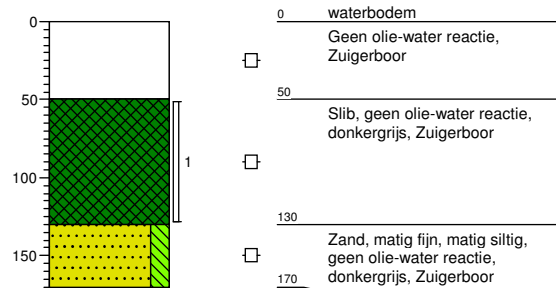 0 waterbodem
0
Geen olie-water reactie,
Zuigerboor
50
50
Slib, geen olie-water reactie,
donkergrijs, Zuigerboor
1
100
130
Zand, matig fijn, matig siltig,
150
geen olie-water reactie,
170 donkergrijs, Zuigerboor